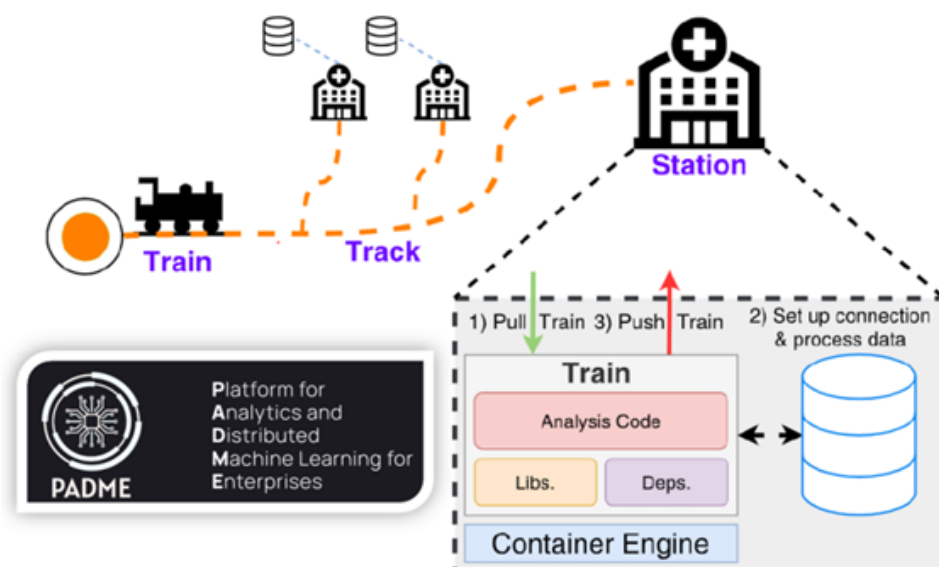 Station
Train
Track
1) Pull Train 3) Push Train
2) Set up connection
& process data
Train
Analysis Code
Libs.
Deps.
Container Engine
PADME
Platform for
Analytics and
Distributed
Machine Learning for
Enterprises